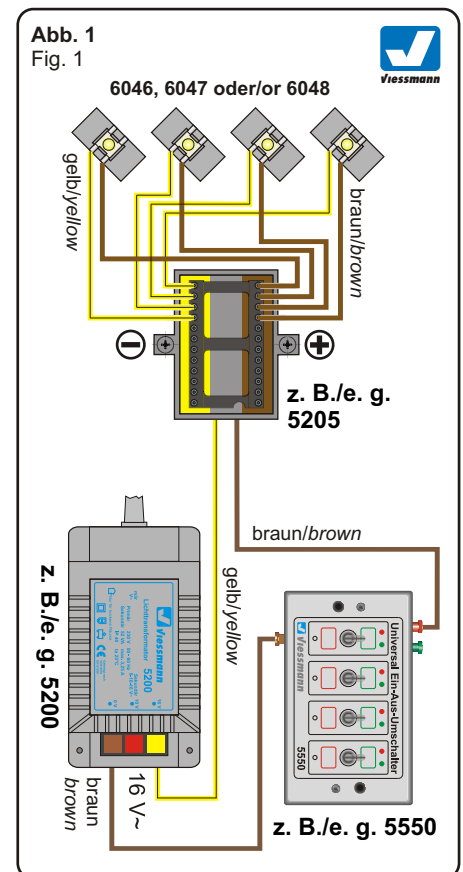 Abb. 1
Fig. 1
Viessmann
6046, 6047 oder/or 6048
gelb/yellow
braun/brown
z. B./e. g.
5205
braun/brown
gelb/yellow
z. B./e. g. 5200
Viessmann
Lichttransformator 5200
16 V~
braun
brown
Universal Ein-Aus-Umschalter
Viessmann
5550
z. B./e. g. 5550